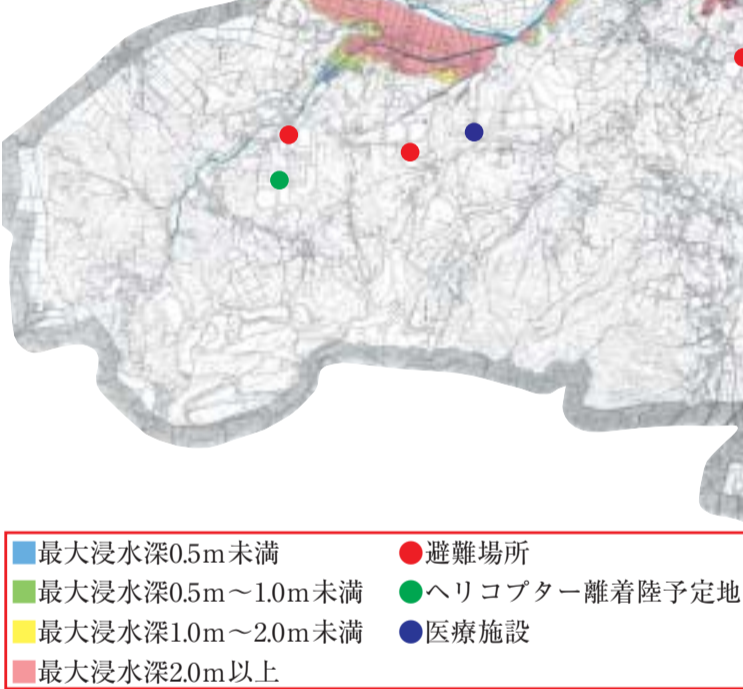 最大浸水深0.5m未満
最大浸水深0.5m〜1.0m未満
最大浸水深1.0m〜2.0m未満
最大浸水深2.0m以上
避難場所
ヘリコプター離着陸予定地
医療施設